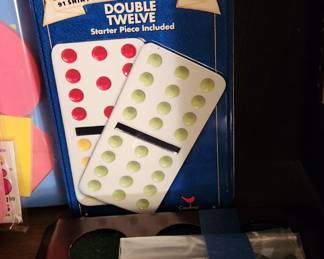 DOUBLE
TWELVE
Starter Piece Included